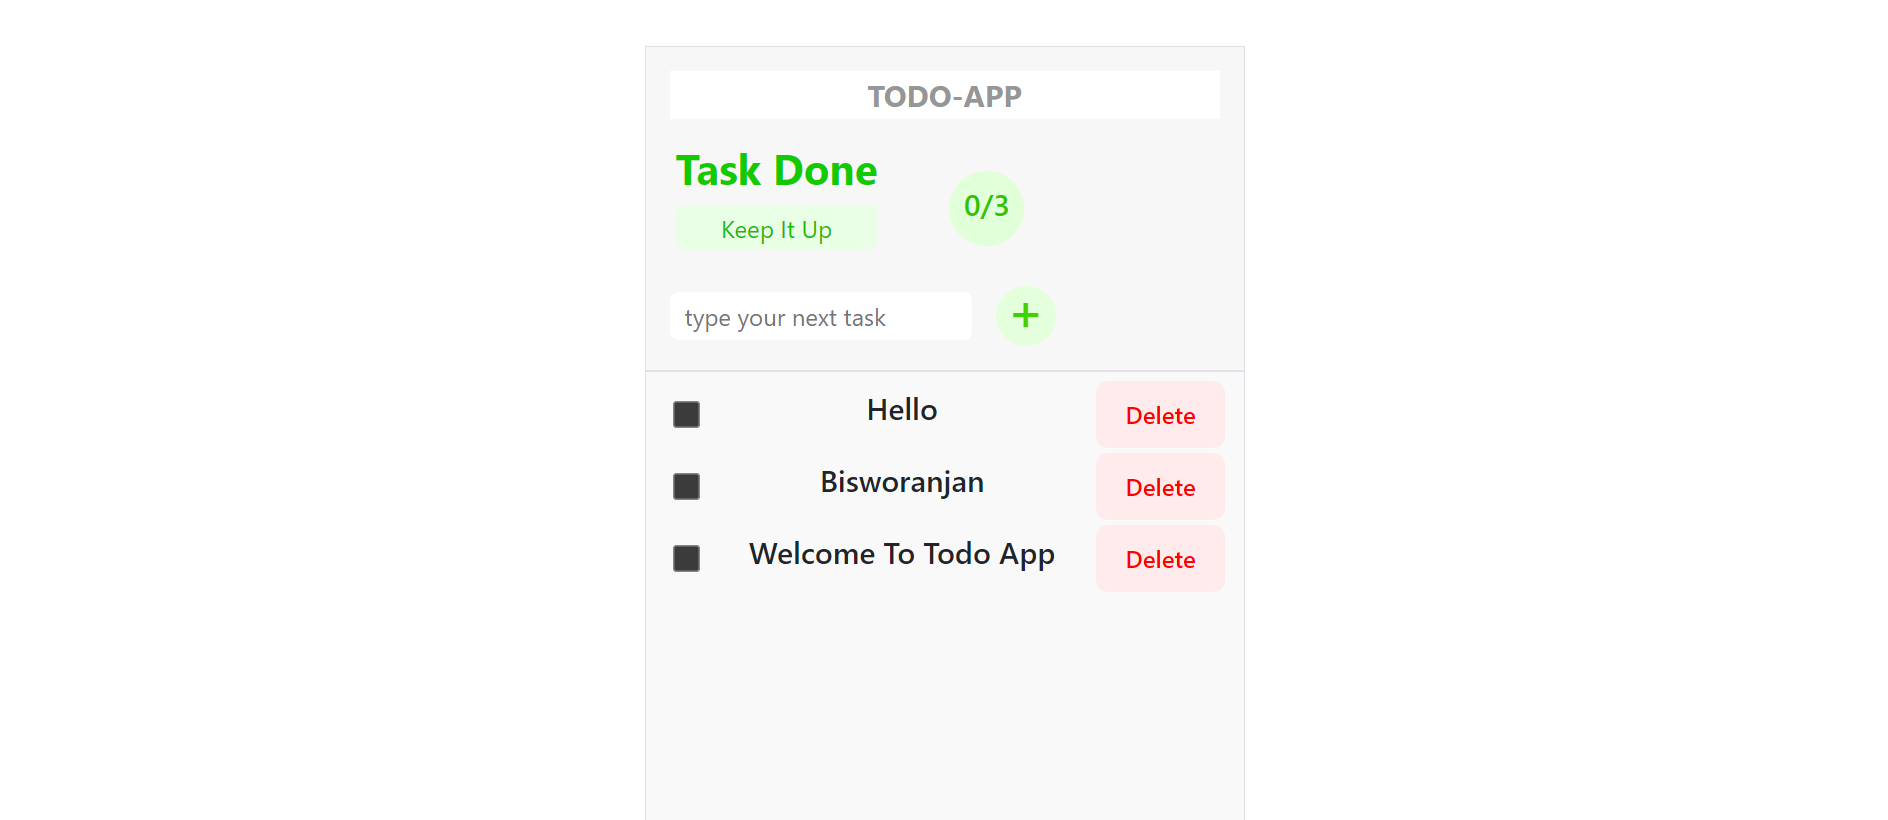 TODO-APP
Task Done
Keep It Up
0/3
type your next task
+
Hello
Delete
Bisworanjan
Delete
Welcome To Todo App
Delete